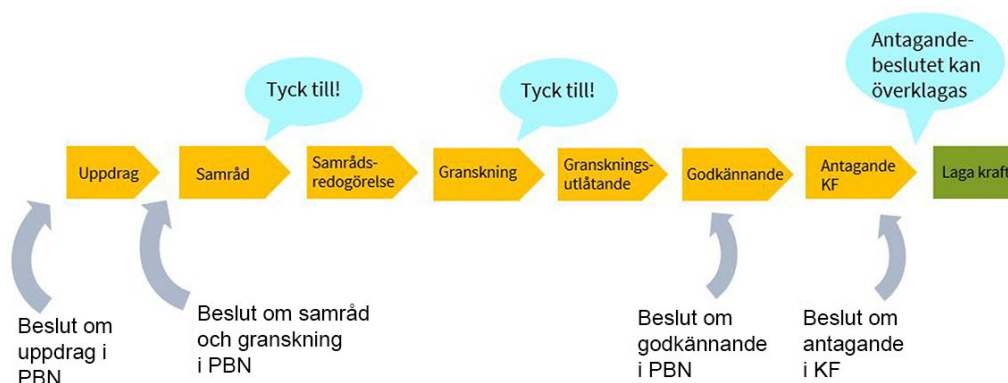 Tyck till!
Tyck till!
Antagande-
beslutet kan
överklagas
Uppdrag
Samråd
Samråds-
redogörelse
Granskning
Gransknings-
utlåtande
Godkännande
Antagande
KF
Laga kraft
Beslut om
uppdrag i
PBN
Beslut om samråd
och granskning
i PBN
Beslut om
godkännande
i PBN
Beslut om
antagande
i KF